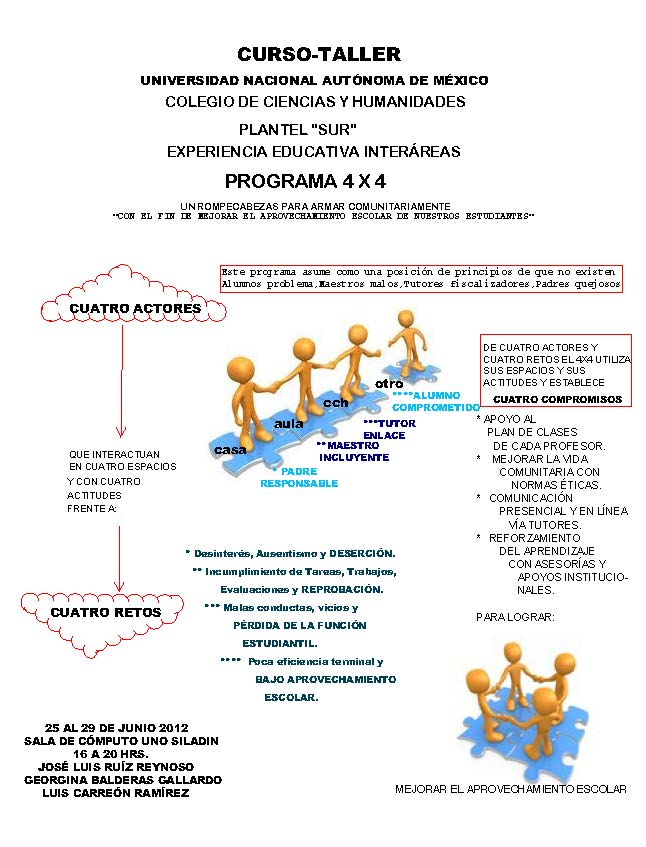 CURSO-TALLER
UNIVERSIDAD NACIONAL AUTÓNOMA DE MÉXICO
COLEGIO DE CIENCIAS Y HUMANIDADES
PLANTEL "SUR"
EXPERIENCIA EDUCATIVA INTERÁREAS
PROGRAMA 4 X 4
UN ROMPECABEZAS PARA ARMAR COMUNITARIAMENTE
"CON EL FIN DE MEJORAR EL APROVECHAMIENTO ESCOLAR DE NUESTROS ESTUDIANTES"
Este programa asume como una posición de principios de que no existen
Alumnos problema,Maestros malos,Tutores fiscalizadores,Padres quejosos
CUATRO ACTORES
QUE INTERACTUAN
EN CUATRO ESPACIOS
Y CON CUATRO
ACTITUDES
FRENTE A:
CUATRO RETOS
casa
aula
cch
otro
* PADRE
RESPONSABLE
**MAESTRO
INCLUYENTE
***TUTOR
ENLACE
****ALUMNO
COMPROMETIDO
DE CUATRO ACTORES Y
CUATRO RETOS EL 4X4 UTILIZA
SUS ESPACIOS Y SUS
ACTITUDES Y ESTABLECE
CUATRO COMPROMISOS
* APOYO AL
PLAN DE CLASES
DE CADA PROFESOR.
* MEJORAR LA VIDA
COMUNITARIA CON
NORMAS ÉTICAS.
* COMUNICACIÓN
PRESENCIAL Y EN LÍNEA
VÍA TUTORES.
* REFORZAMIENTO
DEL APRENDIZAJE
CON ASESORÍAS Y
APOYOS INSTITUCIO-
NALES.
PARA LOGRAR:
* Desinterés, Ausentismo y DESERCIÓN.
** Incumplimiento de Tareas, Trabajos,
Evaluaciones y REPROBACIÓN.
*** Malas conductas, vicios y
PÉRDIDA DE LA FUNCIÓN
ESTUDIANTIL.
**** Poca eficiencia terminal y
BAJO APROVECHAMIENTO
ESCOLAR.
25 AL 29 DE JUNIO 2012
SALA DE CÓMPUTO UNO SILADIN
16 A 20 HRS.
JOSÉ LUIS RUÍZ REYNOSO
GEORGINA BALDERAS GALLARDO
LUIS CARREÓN RAMÍREZ
MEJORAR EL APROVECHAMIENTO ESCOLAR